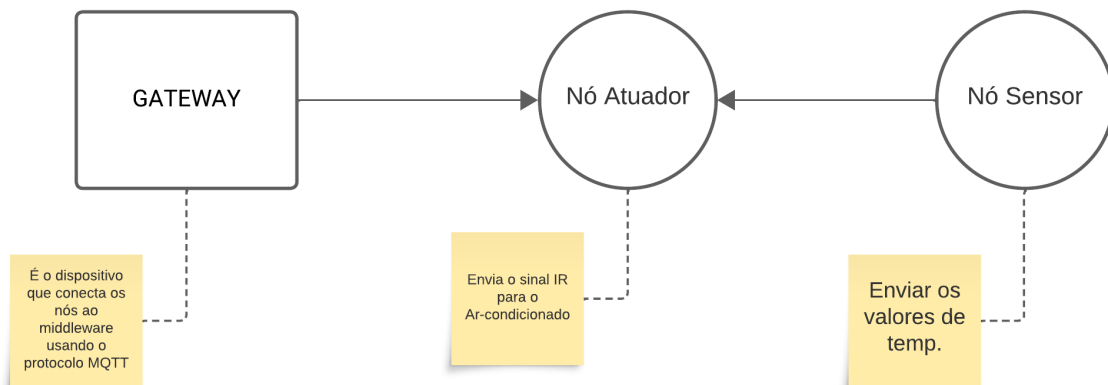 GATEWAY
Nó Atuador
Nó Sensor
É o dispositivo
que conecta os
nós ao
middleware
usando o
protocolo MQTT
Envia o sinal IR
para o
Ar-condicionado
Enviar os
valores de
temp.